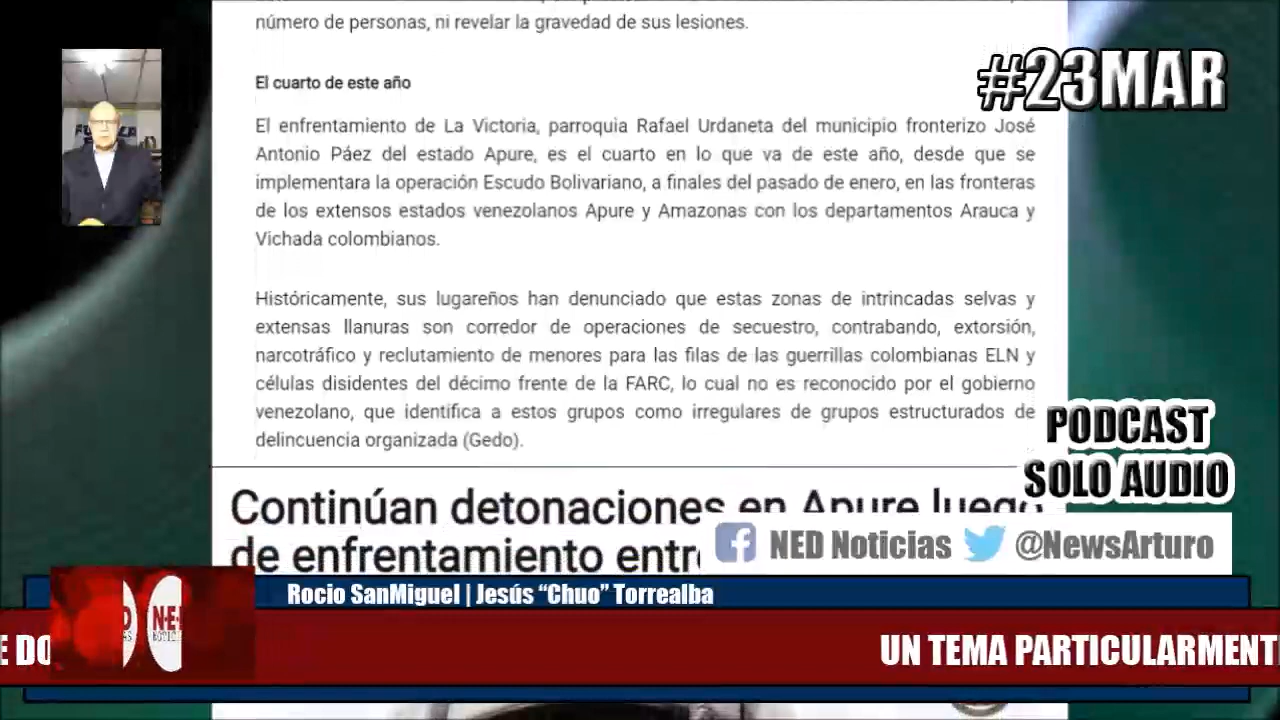 número de personas, ni revelar la gravedad de sus lesiones.
#23MAR
El cuarto de este año
El enfrentamiento de La Victoria, parroquia Rafael Urdaneta del municipio fronterizo José
Antonio Páez del estado Apure, es el cuarto en lo que va de este año, desde que se
implementara la operación Escudo Bolivariano, a finales del pasado de enero, en las fronteras
de los extensos estados venezolanos Apure y Amazonas con los departamentos Arauca y
Vichada colombianos.
Históricamente, sus lugareños han denunciado que estas zonas de intrincadas selvas y
extensas llanuras son corredor de operaciones de secuestro, contrabando, extorsión,
narcotráfico y reclutamiento de menores para las filas de las guerrillas colombianas ELN y
células disidentes del décimo frente de la FARC, lo cual no es reconocido por el gobierno
venezolano, que identifica a estos grupos como irregulares de grupos estructurados de
delincuencia organizada (Gedo).
PODCAST
SOLO AUDIO
Continúan detonaciones en Apure luego
de enfrentamiento entre
NED Noticias @NewsArturo
Rocio SanMiguel | Jesús “Chuo” Torrealba
E DO
UN TEMA PARTICULARMENT